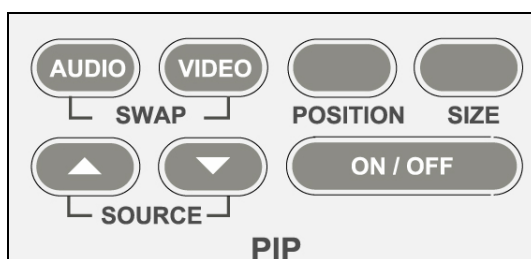 AUDIO VIDEO
SWAP POSITION SIZE
ON / OFF
SOURCE
PIP